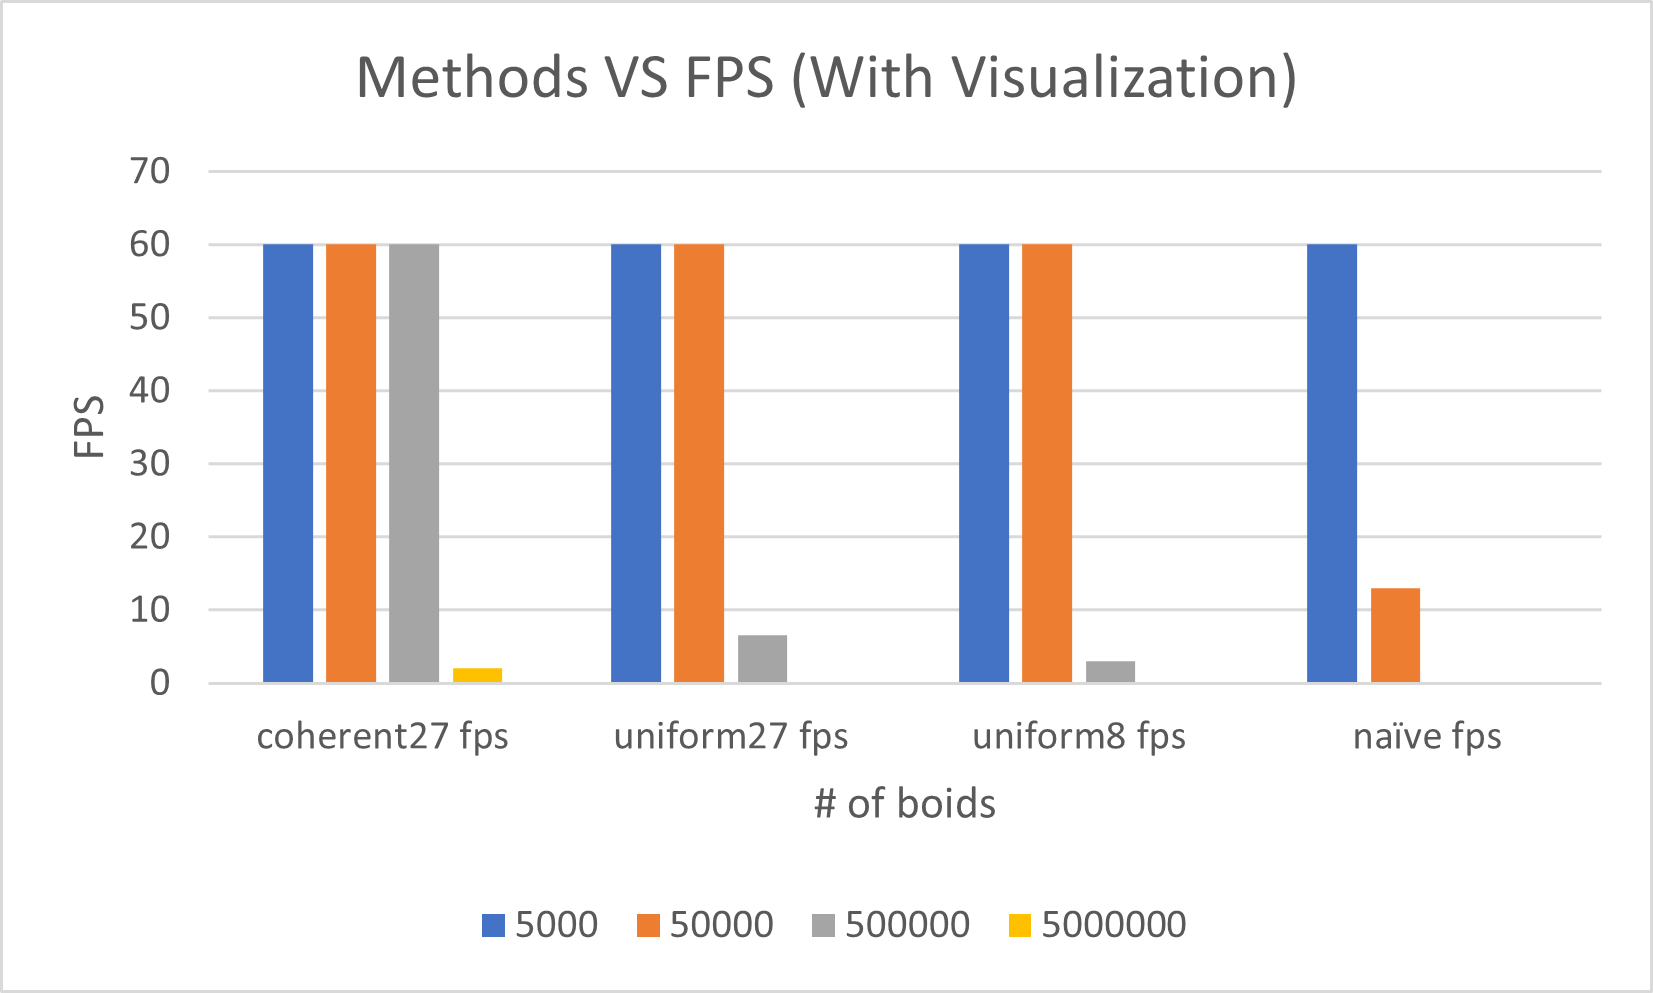 Methods VS FPS (With Visualization)
70
60
50
40
30
20
10
0
FPS
coherent27 fps uniform27 fps uniform8 fps naïve fps
# of boids
5000 50000 500000 5000000